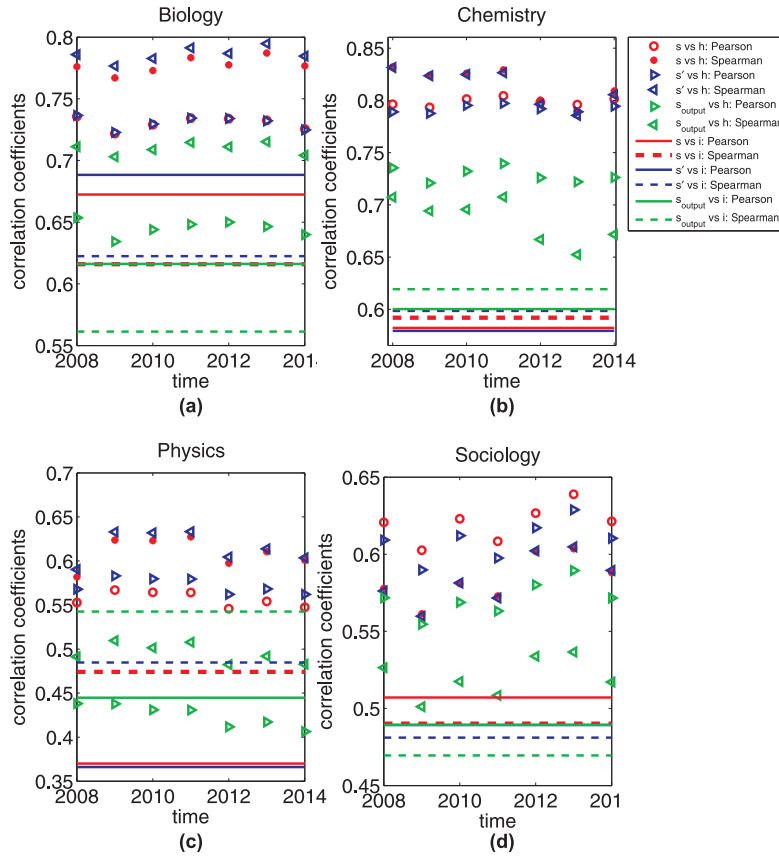 Biology
correlation coefficients
0.8
0.75
0.7
0.65
0.6
0.55
2008
2010
2012
2014
time
(a)
Chemistry
correlation coefficients
0.85
0.8
0.75
0.7
0.65
0.6
2008
2010
2012
2014
time
(b)
s vs h: Pearson
s vs h: Spearman
s′ vs h: Pearson
s′ vs h: Spearman
s output vs h: Pearson
s output vs h: Spearman
s vs i: Pearson
s vs i: Spearman
s′ vs i: Pearson
s′ vs i: Spearman
s output vs i: Pearson
s output vs i: Spearman
Physics
correlation coefficients
0.7
0.65
0.6
0.55
0.5
0.45
0.4
0.35
2008
2010
2012
2014
time
(c)
Sociology
correlation coefficients
0.65
0.6
0.55
0.5
0.45
2008
2010
2012
201
time
(d)